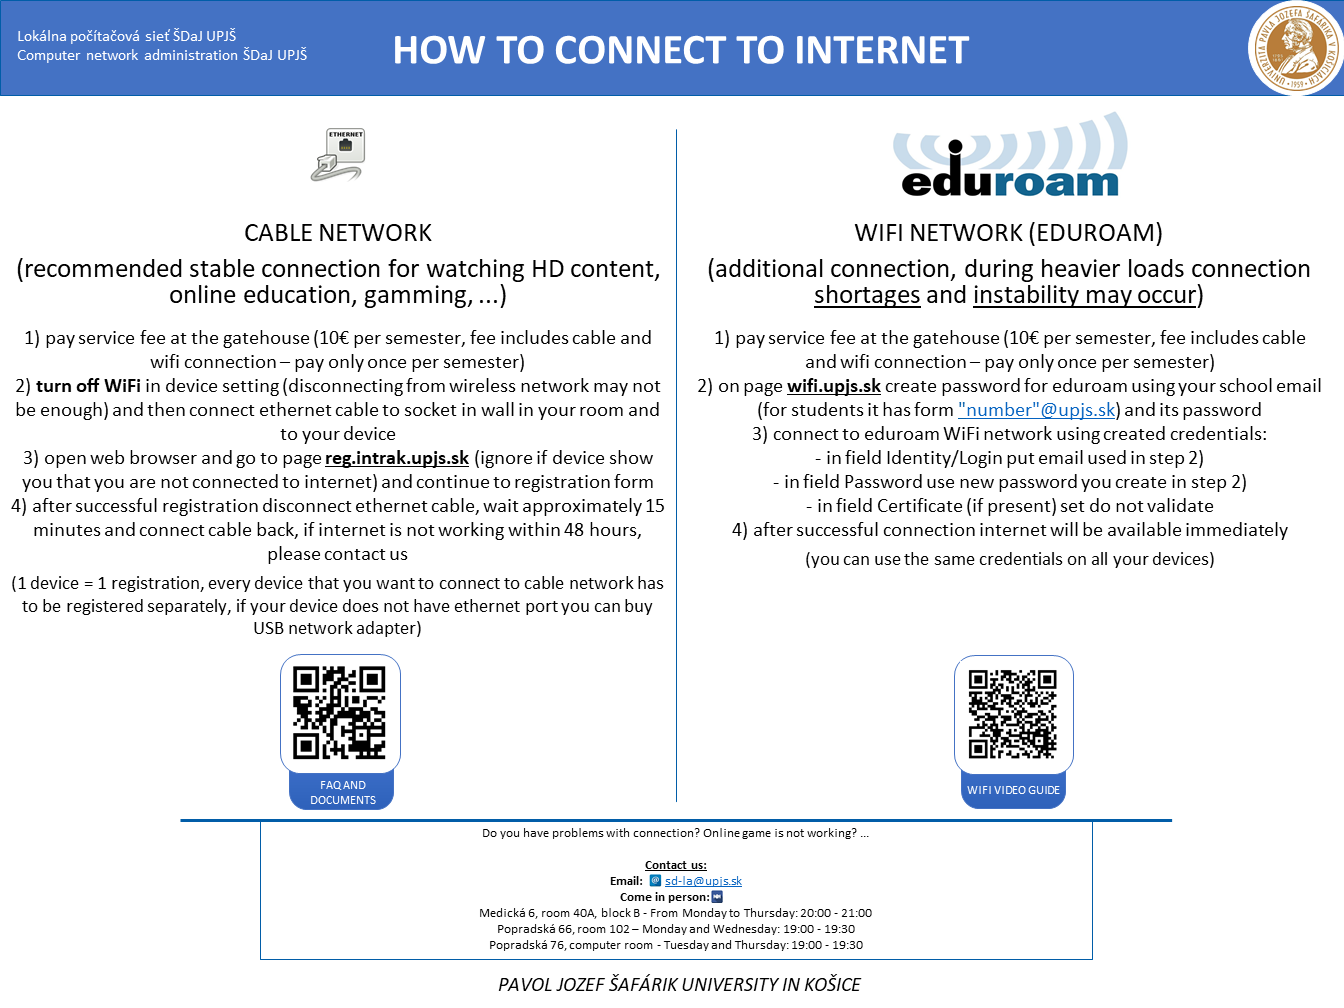 Lokálna počítačová sieť ŠDaJ UPJŠ
Computer network administration ŠDaJ UPJŠ
HOW TO CONNECT TO INTERNET
UNIVERZITA PAVLA JOZEFA ŠAFÁRIKA V KOŠICIACH
1959
ETHERNET
CABLE NETWORK
(recommended stable connection for watching HD content,
online education, gamming, ...)
1) pay service fee at the gatehouse (10€ per semester, fee includes cable and
wifi connection – pay only once per semester)
2) turn off WiFi in device setting (disconnecting from wireless network may not
be enough) and then connect ethernet cable to socket in wall in your room and
to your device
3) open web browser and go to page reg.intrak.upjs.sk (ignore if device show
you that you are not connected to internet) and continue to registration form
4) after successful registration disconnect ethernet cable, wait approximately 15
minutes and connect cable back, if internet is not working within 48 hours,
please contact us
(1 device = 1 registration, every device that you want to connect to cable network has
to be registered separately, if your device does not have ethernet port you can buy
USB network adapter)
FAQ AND
DOCUMENTS
eduroam
WIFI NETWORK (EDUROAM)
(additional connection, during heavier loads connection
shortages and instability may occur)
1) pay service fee at the gatehouse (10€ per semester, fee includes cable
and wifi connection – pay only once per semester)
2) on page wifi.upjs.sk create password for eduroam using your school email
(for students it has form "number"@upjs.sk) and its password
3) connect to eduroam WiFi network using created credentials:
- in field Identity/Login put email used in step 2)
- in field Password use new password you create in step 2)
- in field Certificate (if present) set do not validate
4) after successful connection internet will be available immediately
(you can use the same credentials on all your devices)
WIFI VIDEO GUIDE
Do you have problems with connection? Online game is not working? ...
Contact us:
Email: sd-la@upjs.sk
Come in person:
Medická 6, room 40A, block B - From Monday to Thursday: 20:00 - 21:00
Popradská 66, room 102 – Monday and Wednesday: 19:00 - 19:30
Popradská 76, computer room - Tuesday and Thursday: 19:00 - 19:30
PAVOL JOZEF ŠAFÁRIK UNIVERSITY IN KOŠICE